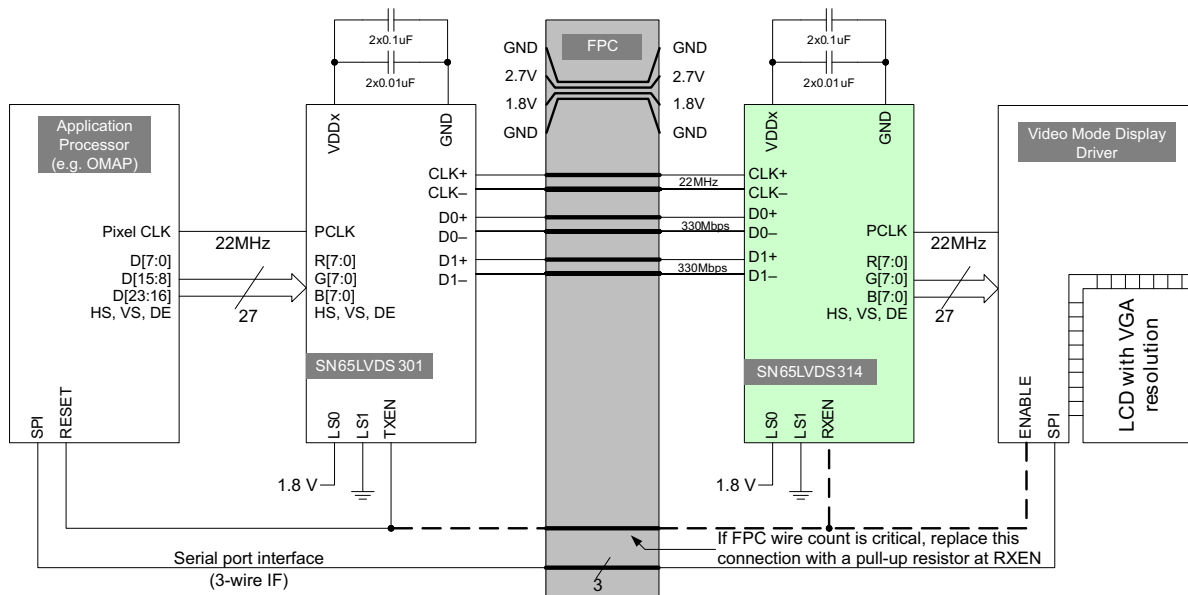 2x0.1uF
2x0.01uF
FPC
GND
2.7V
1.8V
GND
GND
2.7V
1.8V
GND
2x0.1uF
2x0.01uF
Application
Processor
(e.g. OMAP)
Pixel CLK
D[7:0]
D[15:8]
D[23:16]
HS, VS, DE
SPI
RESET
22MHz
27
VDDx
GND
CLK+
CLK–
D0+
D0–
D1+
D1–
PCLK
R[7:0]
G[7:0]
B[7:0]
HS, VS, DE
SN65LVDS301
LS0
LS1
TXEN
1.8 V
22MHz
330Mbps
330Mbps
VDDx
GND
CLK+
CLK–
D0+
D0–
D1+
D1–
PCLK
R[7:0]
G[7:0]
B[7:0]
HS, VS, DE
SN65LVDS314
LS0
LS1
RXEN
1.8 V
22MHz
27
Video Mode Display
Driver
ENABLE
SPI
LCD with VGA
resolution
If FPC wire count is critical, replace this
connection with a pull-up resistor at RXEN
Serial port interface
(3-wire IF)
3